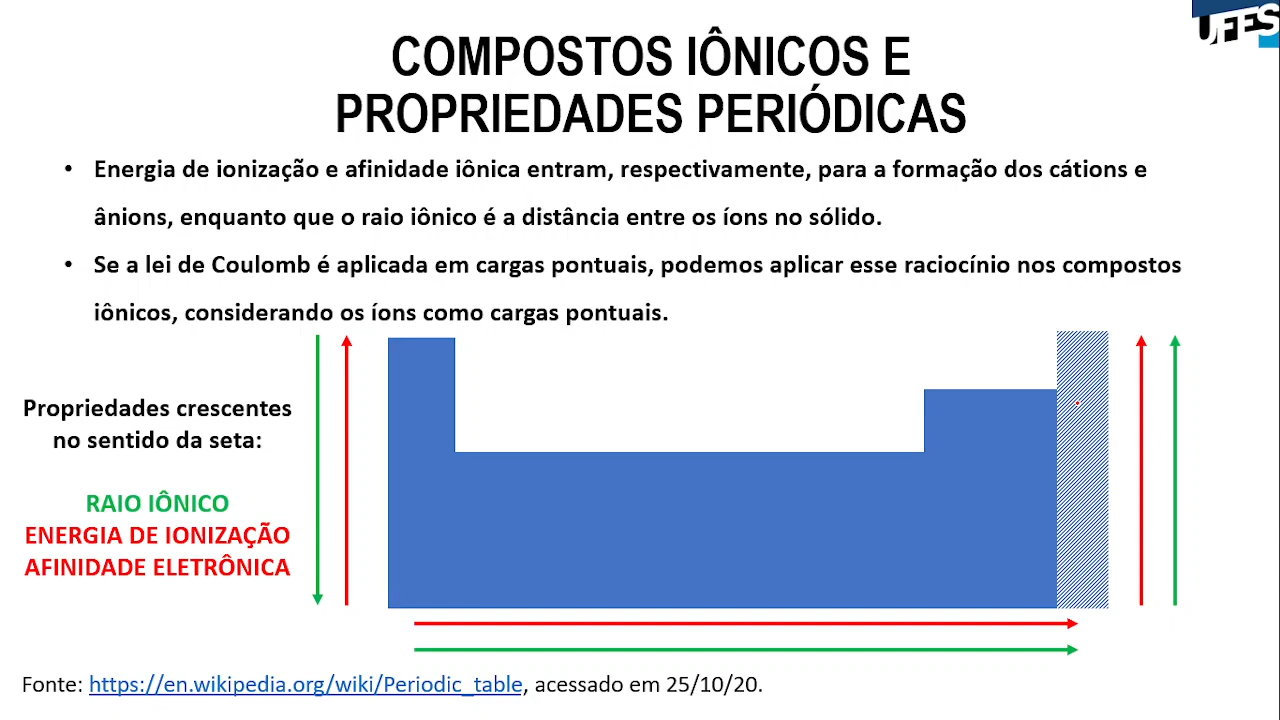 UFES
COMPOSTOS IÔNICOS E
PROPRIEDADES PERIÓDICAS
• Energia de ionização e afinidade iônica entram, respectivamente, para a formação dos cátions e
ânions, enquanto que o raio iônico é a distância entre os íons no sólido.
• Se a lei de Coulomb é aplicada em cargas pontuais, podemos aplicar esse raciocínio nos compostos
iônicos, considerando os íons como cargas pontuais.
Propriedades crescentes
no sentido da seta:
RAIO IÔNICO
ENERGIA DE IONIZAÇÃO
AFINIDADE ELETRÔNICA
Fonte: https://en.wikipedia.org/wiki/Periodic_table, acessado em 25/10/20.